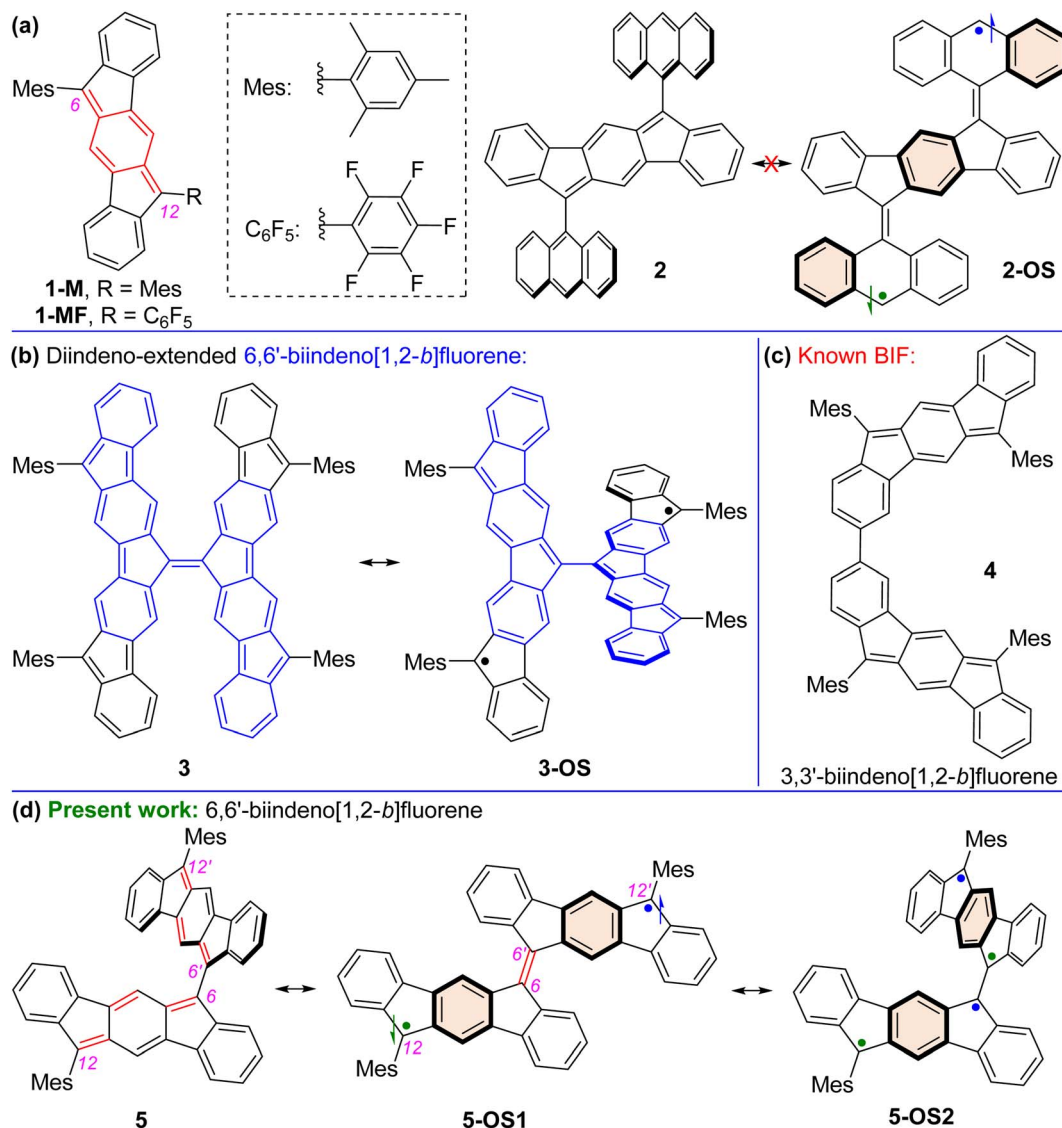 (a)
Mes
6
12
R
1-M, R = Mes
1-MF, R = C6F5
Mes:
C6F5:
F
F
F
F
F
2
X
2-OS
(b) Diindeno-extended 6,6'-biindeno[1,2-b]fluorene:
Mes
Mes
Mes
Mes
3
Mes
Mes
Mes
Mes
3-OS
(c) Known BIF:
Mes
Mes
4
Mes
Mes
3,3'-biindeno[1,2-b]fluorene
(d) Present work: 6,6'-biindeno[1,2-b]fluorene
Mes
12'
6'
6
12
Mes
5
Mes
12'
6'
6
12
Mes
5-OS1
Mes
Mes
5-OS2